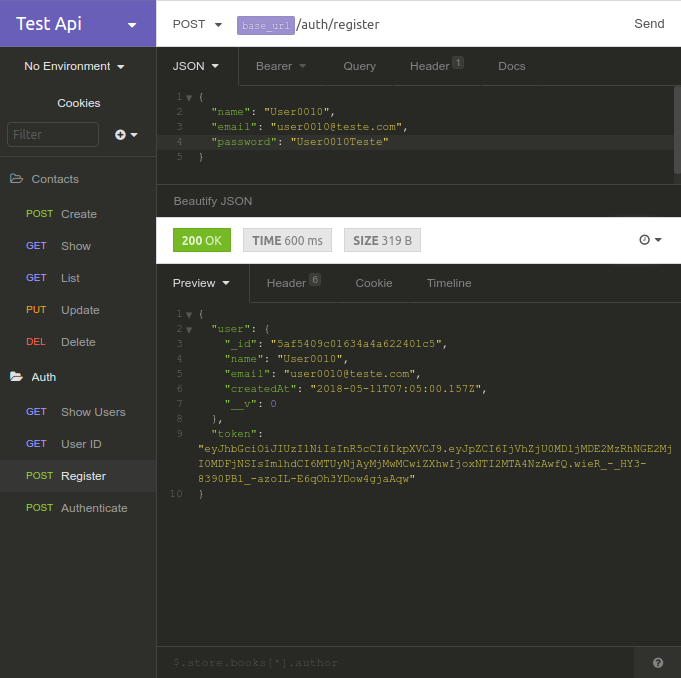 Test Api
POST
base_url/auth/register
Send
No Environment
Cookies
Filter
Contacts
POST Create
GET Show
GET List
PUT Update
DEL Delete
Auth
GET Show Users
GET User ID
POST Register
POST Authenticate
JSON
Bearer
Query
Header 1
Docs
1 {
2 "name": "User0010",
3 "email": "user0010@teste.com",
4 "password": "User0010Teste"
5 }
Beautify JSON
200 OK
TIME 600 ms
SIZE 319 B
Preview
Header 6
Cookie
Timeline
1 {
2 "user": {
3 "_id": "5af5409c01634a4a622401c5",
4 "name": "User0010",
5 "email": "user0010@teste.com",
6 "createdAt": "2018-05-11T07:05:00.157Z",
7 "__v": 0
8 },
9 "token":
"eyJhbGciOiJIUzI1NiIsInR5cCI6IkpXVCJ9.eyJpZCI6IjVhZjU0MDljMDE2MzRhNGE2Mj
I0MDFjNSIsImlhdCI6MTUyNjAyMjMwMCwiZXhwIjoxNTI2MTA4NzAwfQ.wieR_-_HY3-
8390PB1_-azoIL-E6qOh3YDow4gjaAqw"
10 }
$.store.books[*].author